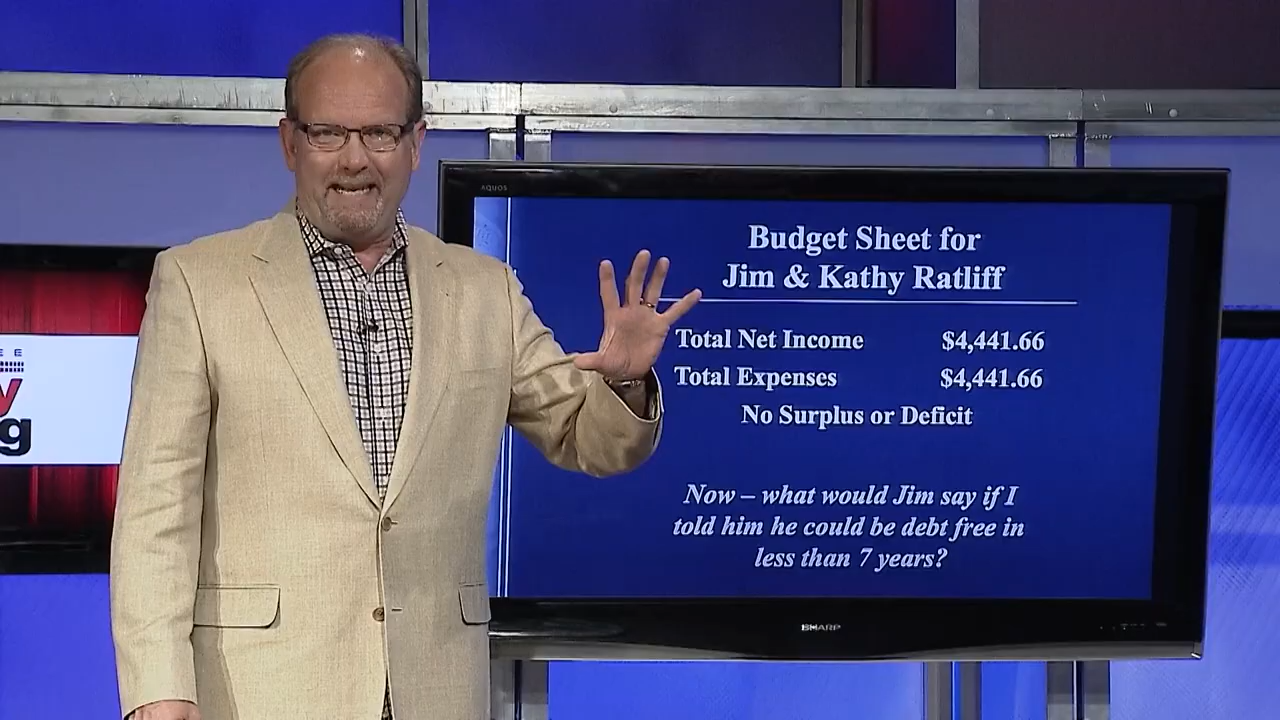 AQUOS
Budget Sheet for
Jim & Kathy Ratliff
Total Net Income $4,441.66
Total Expenses $4,441.66
No Surplus or Deficit
Now – what would Jim say if I
told him he could be debt free in
less than 7 years?
SHARP
E E
y
g